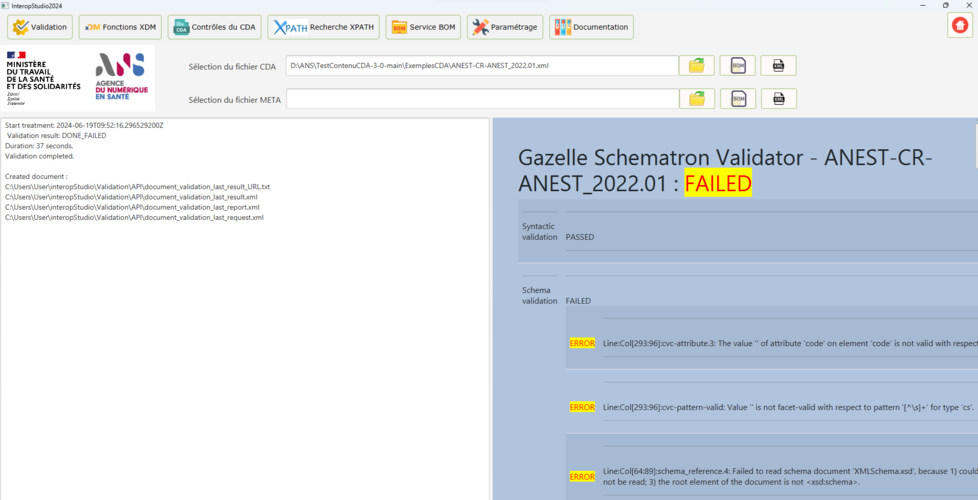 InteropStudio2024
Validation
XDM Fonctions XDM
CDA Contrôles du CDA
XPATH Recherche XPATH
BOM Service BOM
Paramétrage
Documentation
MINISTÈRE
DU TRAVAIL
DE LA SANTÉ
ET DES SOLIDARITÉS
Liberté
Égalité
Fraternité
ANS
AGENCE
DU NUMÉRIQUE
EN SANTÉ
Sélection du fichier CDA
D:\ANS\TestContenuCDA-3-0-main\ExemplesCDA\ANEST-CR-ANEST_2022.01.xml
BOM
XML
Sélection du fichier META
BOM
XML
Start treatment: 2024-06-19T09:52:16.296529200Z
Validation result: DONE_FAILED
Duration: 37 seconds.
Validation completed.
Created document :
C:\Users\User\interopStudio\Validation\API\document_validation_last_result_URL.txt
C:\Users\User\interopStudio\Validation\API\document_validation_last_result.xml
C:\Users\User\interopStudio\Validation\API\document_validation_last_report.xml
C:\Users\User\interopStudio\Validation\API\document_validation_last_request.xml
Gazelle Schematron Validator - ANEST-CR-
ANEST_2022.01 : FAILED
Syntactic
validation PASSED
Schema
validation FAILED
ERROR Line:Col[293:96]:cvc-attribute.3: The value '' of attribute 'code' on element 'code' is not valid with respect
ERROR Line:Col[293:96]:cvc-pattern-valid: Value '' is not facet-valid with respect to pattern '[^\s]+' for type 'cs'.
ERROR Line:Col[64:89]:schema_reference.4: Failed to read schema document 'XMLSchema.xsd', because 1) could
not be read; 3) the root element of the document is not <xsd:schema>.